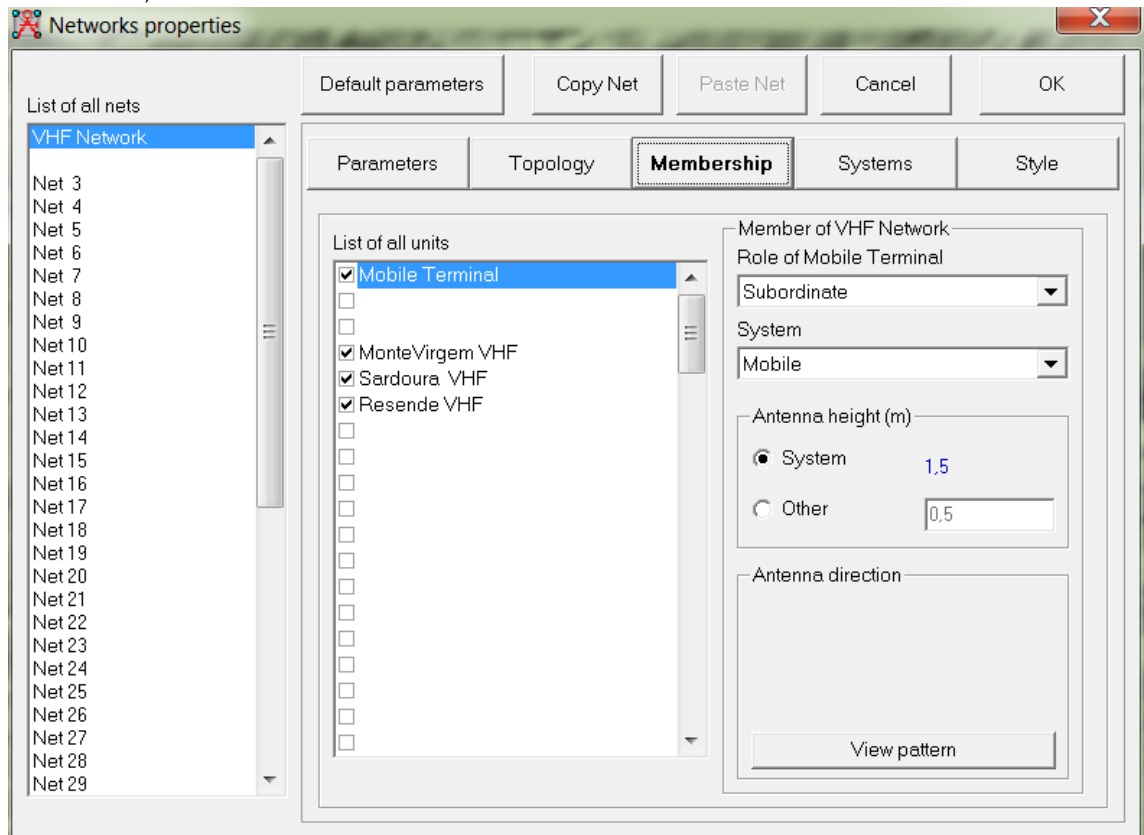 Networks properties
X
Default parameters
Copy Net
Paste Net
Cancel
OK
List of all nets
VHF Network
Net 3
Net 4
Net 5
Net 6
Net 7
Net 8
Net 9
Net 10
Net 11
Net 12
Net 13
Net 14
Net 15
Net 16
Net 17
Net 18
Net 19
Net 20
Net 21
Net 22
Net 23
Net 24
Net 25
Net 26
Net 27
Net 28
Net 29
Parameters
Topology
Membership
Systems
Style
List of all units
Mobile Terminal
MonteVirgem VHF
Sardoura VHF
Resende VHF
Member of VHF Network
Role of Mobile Terminal
Subordinate
System
Mobile
Antenna height (m)
System 1,5
Other 0,5
Antenna direction
View pattern